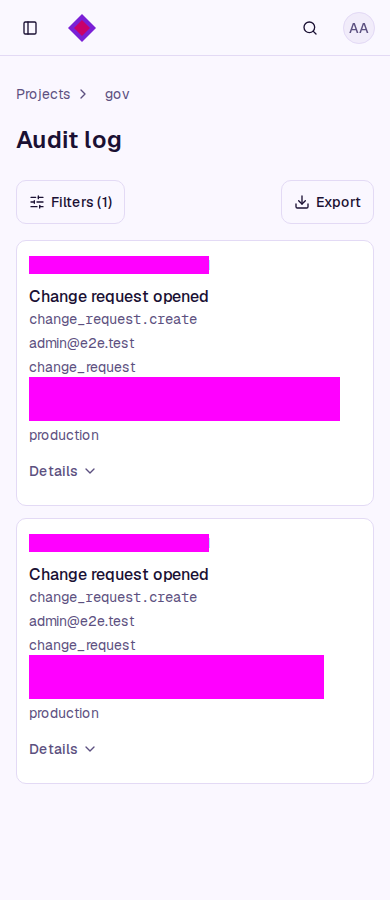 AA
Projects > gov
Audit log
Filters (1)
Export
Change request opened
change_request.create
admin@e2e.test
change_request
production
Details
Change request opened
change_request.create
admin@e2e.test
change_request
production
Details